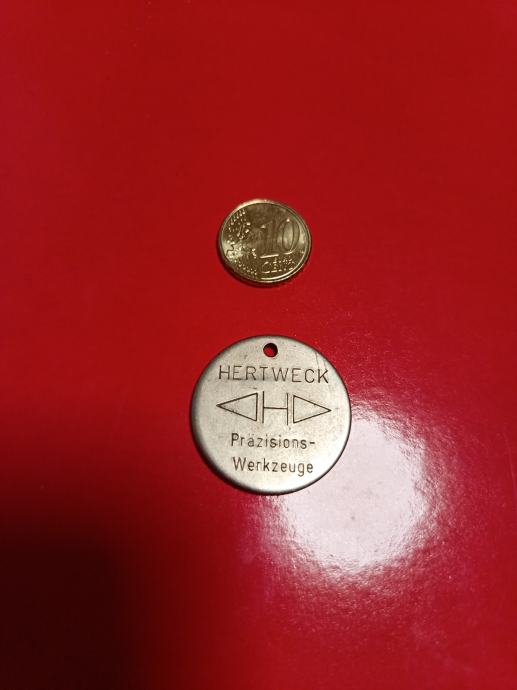 10
CENT
HERTWECK
H
Präzisions-
Werkzeuge